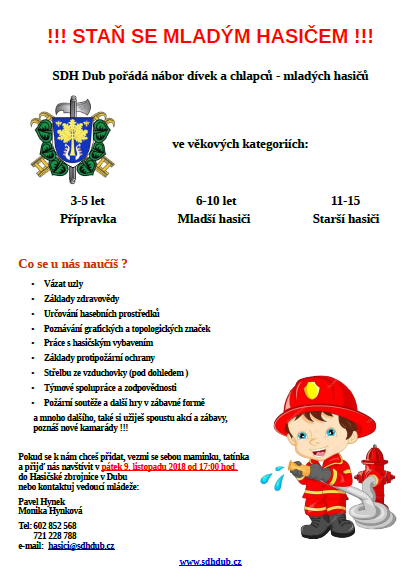 !!! STAŇ SE MLADÝM HASIČEM !!!
SDH Dub pořádá nábor dívek a chlapců - mladých hasičů
ve věkových kategoriích:
3-5 let 6-10 let 11-15
Přípravka Mladší hasiči Starší hasiči
Co se u nás naučíš ?
• Vázat uzly
• Základy zdravovědy
• Určování hasebních prostředků
• Poznávání grafických a topologických značek
• Práce s hasičským vybavením
• Základy protipožární ochrany
• Střelbu ze vzduchovky (pod dohledem )
• Týmové spolupráce a zodpovědnosti
• Požární soutěže a další hry v zábavné formě
a mnoho dalšího, také si užiješ spoustu akcí a zábavy,
poznáš nové kamarády !!!
Pokud se k nám chceš přidat, vezmi se sebou maminku, tatínka
a přijď nás navštívit v pátek 9. listopadu 2018 od 17:00 hod.
do Hasičské zbrojnice v Dubu
nebo kontaktuj vedoucí mládeže:
Pavel Hynek
Monika Hynková
Tel: 602 852 568
721 228 788
e-mail: hasici@sdhdub.cz
www.sdhdub.cz